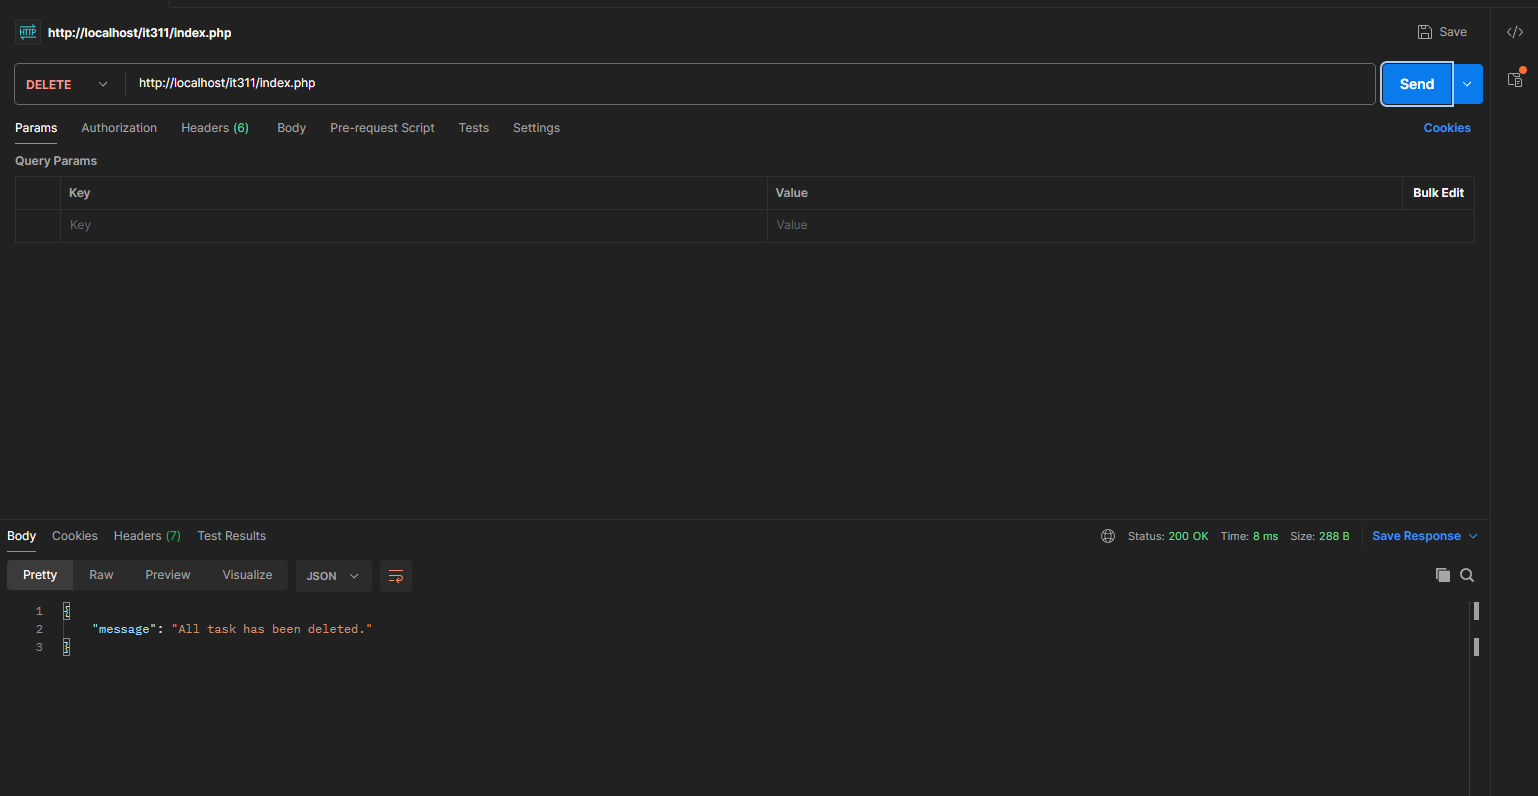 HTTP http://localhost/it311/index.php Save
DELETE http://localhost/it311/index.php Send
Params Authorization Headers (6) Body Pre-request Script Tests Settings Cookies
Query Params
Key Value Bulk Edit
Key Value
Body Cookies Headers (7) Test Results Status: 200 OK Time: 8 ms Size: 288 B Save Response
Pretty Raw Preview Visualize JSON
1 {
2 "message": "All task has been deleted."
3 }